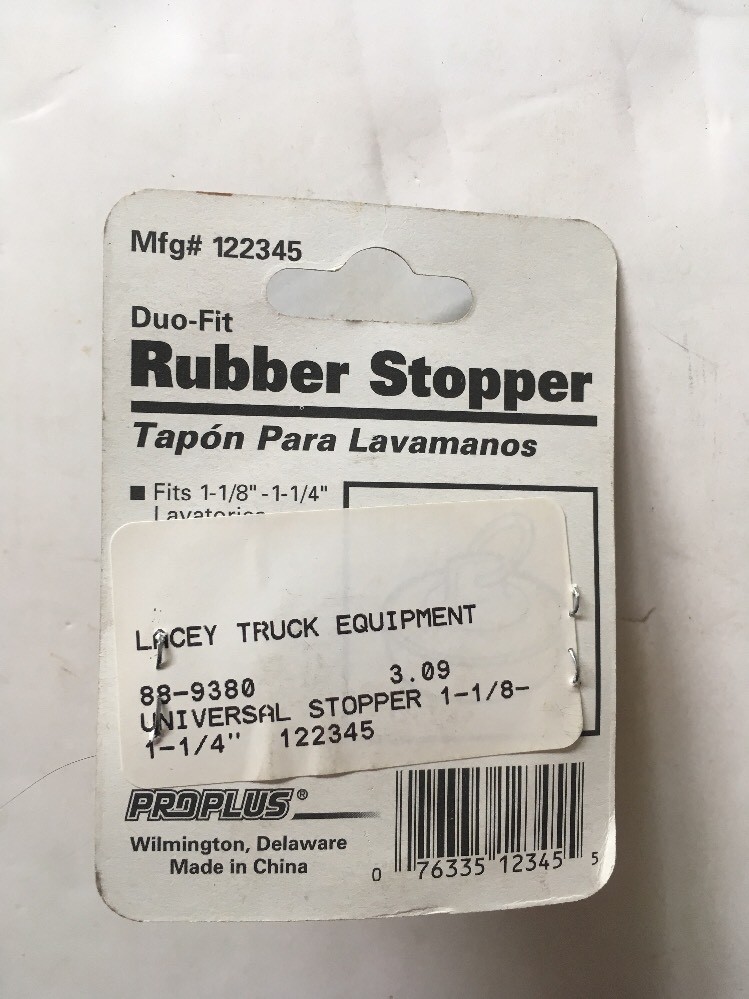 Mfg# 122345
Duo-Fit
Rubber Stopper
Tapón Para Lavamanos
■ Fits 1-1/8" -1-1/4"
Lavatories
LACEY TRUCK EQUIPMENT
88-9380 3.09
UNIVERSAL STOPPER 1-1/8-
1-1/4" 122345
PROPLUS®
Wilmington, Delaware
Made in China
0 76335 12345 5